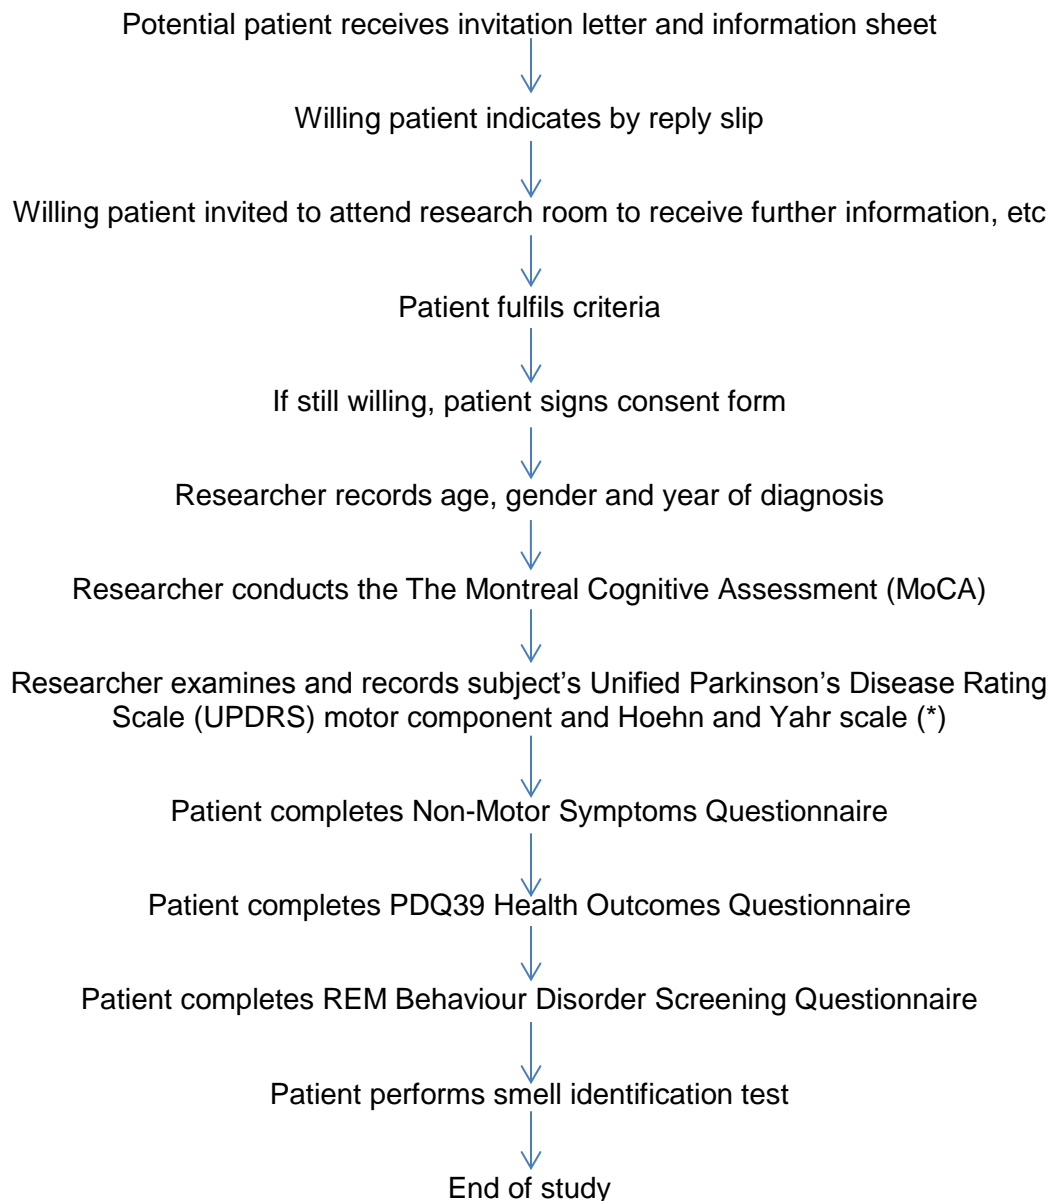 Potential patient receives invitation letter and information sheet
Willing patient indicates by reply slip
Willing patient invited to attend research room to receive further information, etc
Patient fulfils criteria
If still willing, patient signs consent form
Researcher records age, gender and year of diagnosis
Researcher conducts the The Montreal Cognitive Assessment (MoCA)
Researcher examines and records subject’s Unified Parkinson’s Disease Rating
Scale (UPDRS) motor component and Hoehn and Yahr scale (*)
Patient completes Non-Motor Symptoms Questionnaire
Patient completes PDQ39 Health Outcomes Questionnaire
Patient completes REM Behaviour Disorder Screening Questionnaire
Patient performs smell identification test
End of study